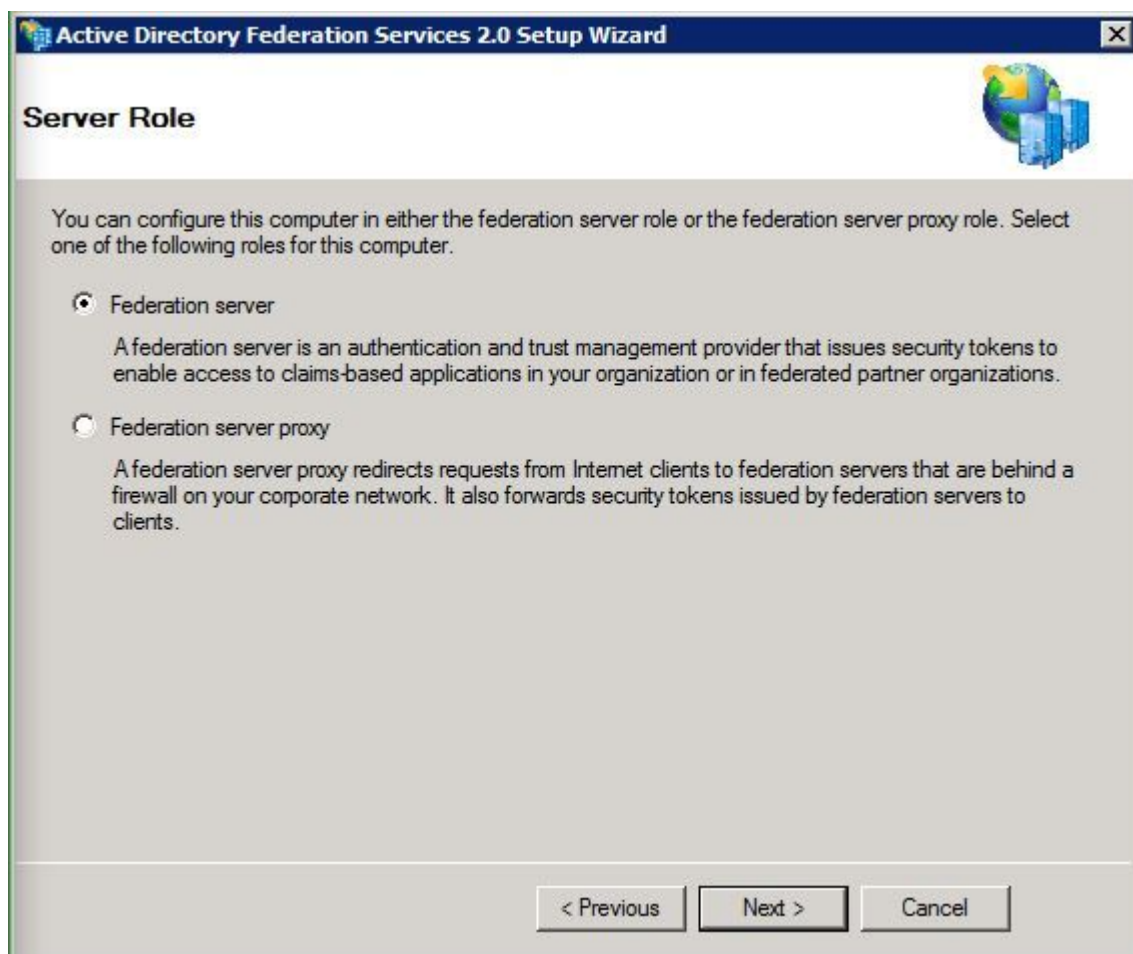 Active Directory Federation Services 2.0 Setup Wizard
Server Role
You can configure this computer in either the federation server role or the federation server proxy role. Select
one of the following roles for this computer.
Federation server
A federation server is an authentication and trust management provider that issues security tokens to
enable access to claims-based applications in your organization or in federated partner organizations.
Federation server proxy
A federation server proxy redirects requests from Internet clients to federation servers that are behind a
firewall on your corporate network. It also forwards security tokens issued by federation servers to
clients.
< Previous Next > Cancel